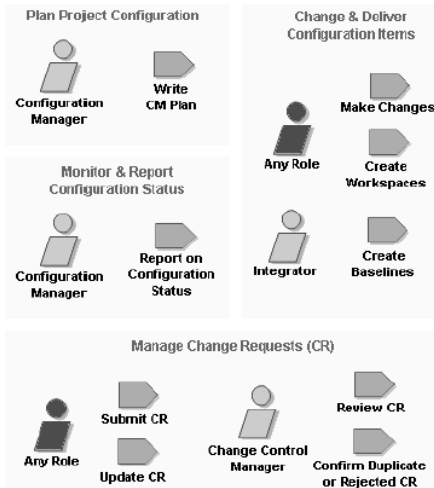 Plan Project Configuration
Configuration
Manager
Write
CM Plan
Change & Deliver
Configuration Items
Any Role
Make Changes
Create
Workspaces
Integrator
Create
Baselines
Monitor & Report
Configuration Status
Configuration
Manager
Report on
Configuration
Status
Manage Change Requests (CR)
Any Role
Submit CR
Update CR
Change Control
Manager
Review CR
Confirm Duplicate
or Rejected CR